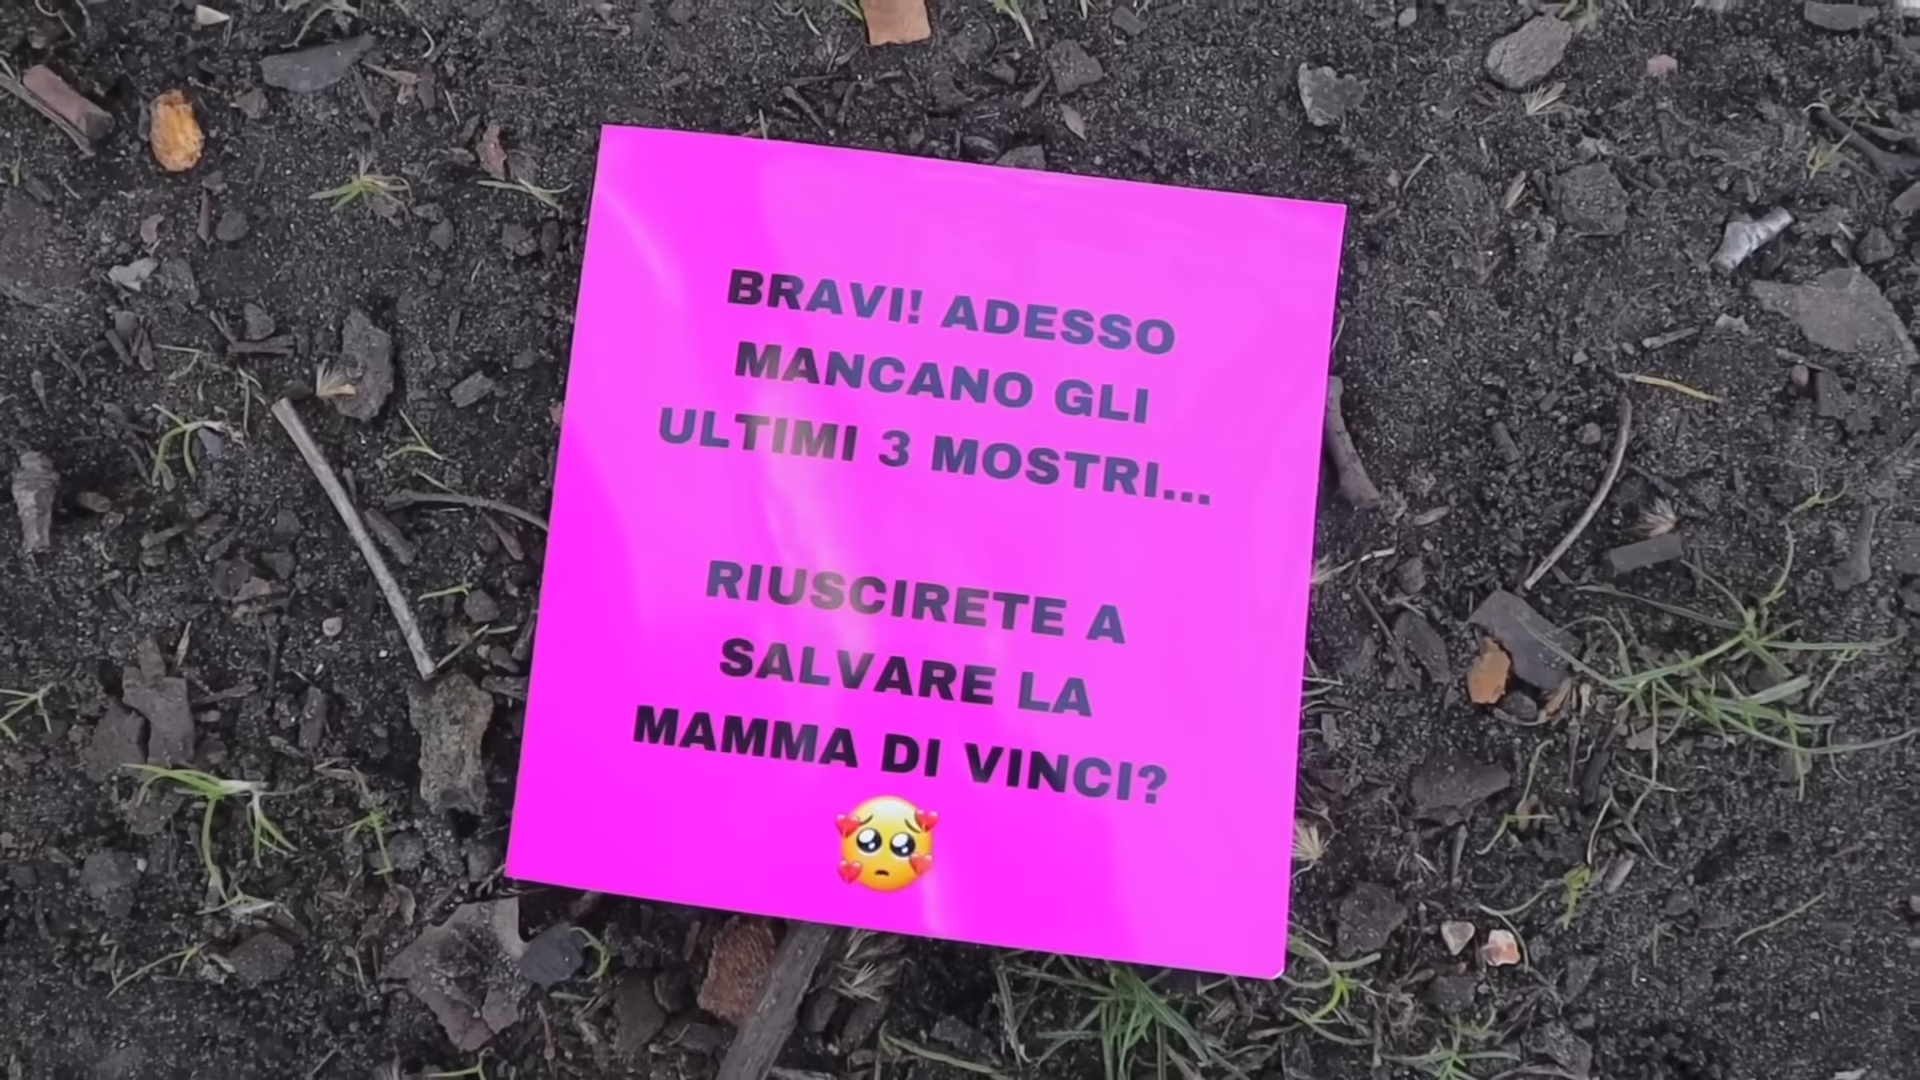 BRAVI! ADESSO
MANCANO GLI
ULTIMI 3 MOSTRI...
RIUSCIRETE A
SALVARE LA
MAMMA DI VINCI?